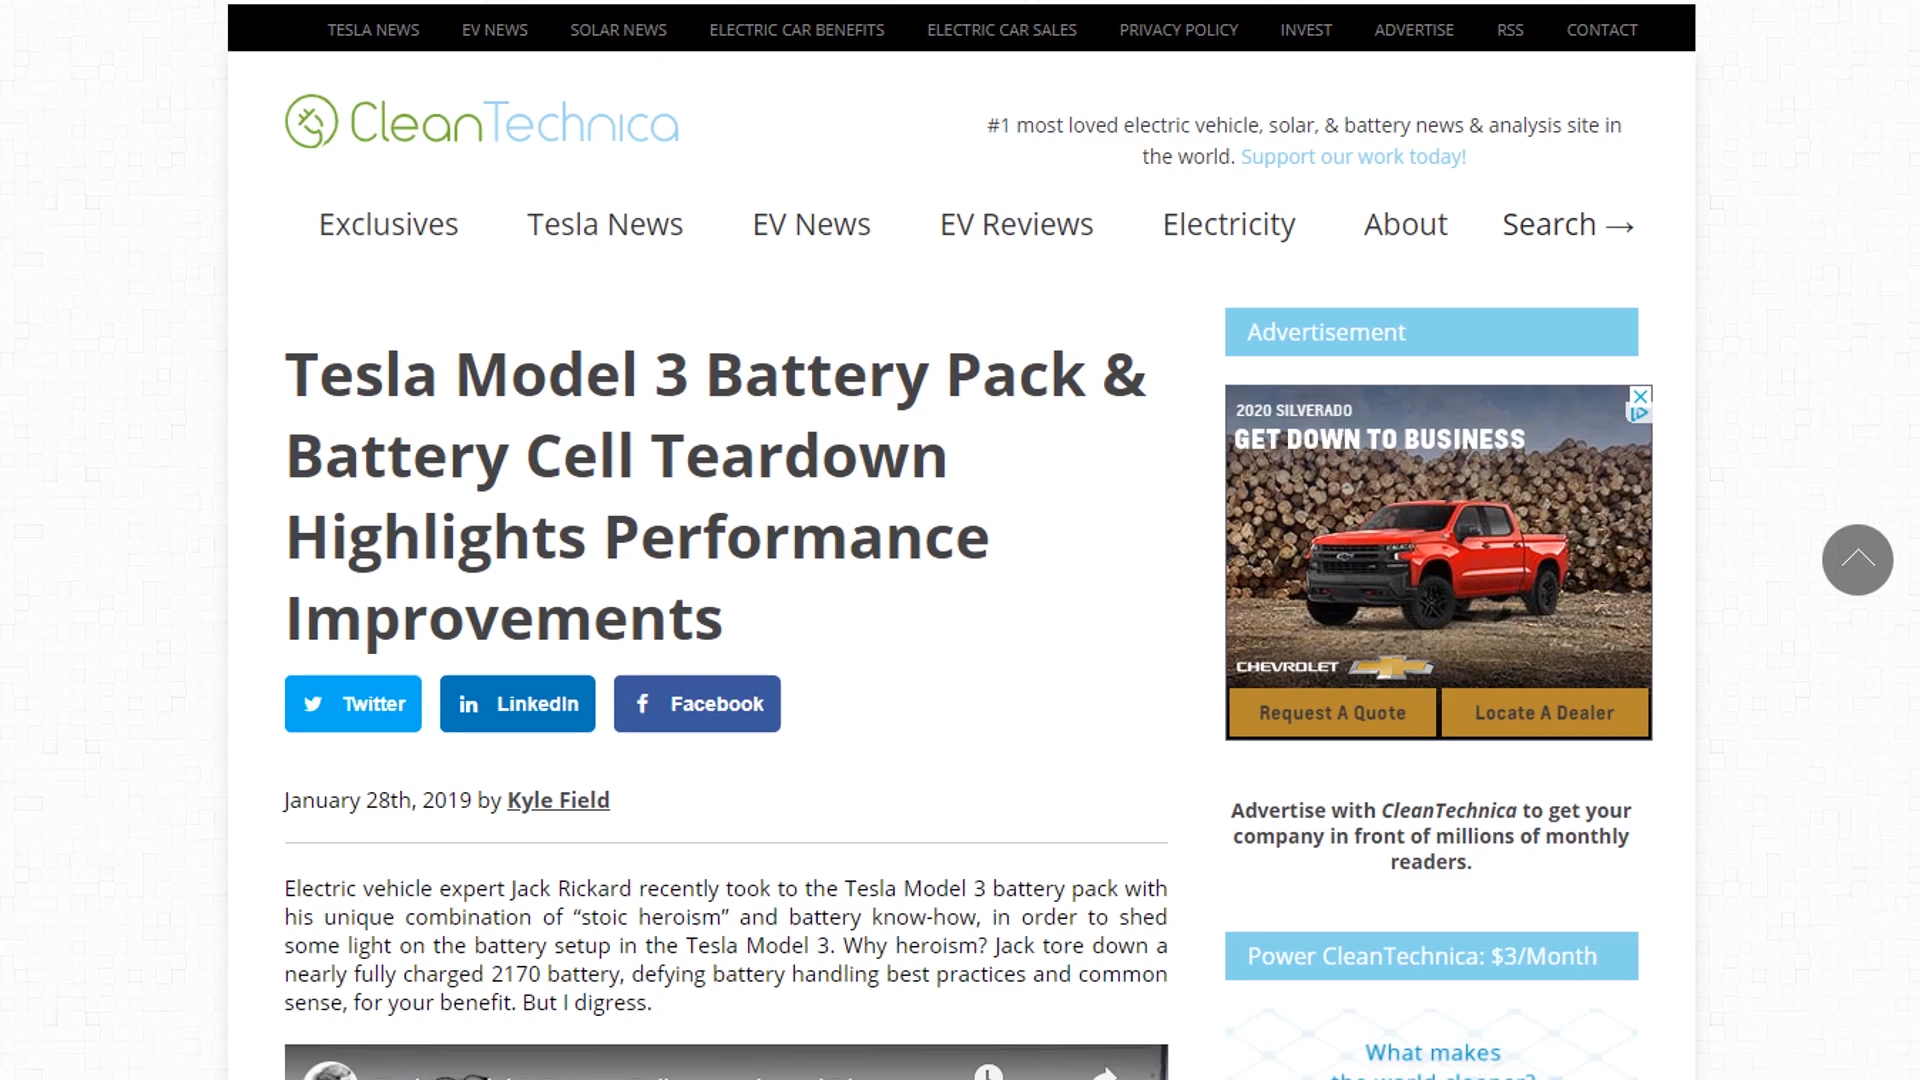 TESLA NEWS EV NEWS SOLAR NEWS ELECTRIC CAR BENEFITS ELECTRIC CAR SALES PRIVACY POLICY INVEST ADVERTISE RSS CONTACT
CleanTechnica
#1 most loved electric vehicle, solar, & battery news & analysis site in
the world. Support our work today!
Exclusives Tesla News EV News EV Reviews Electricity About Search →
Tesla Model 3 Battery Pack &
Battery Cell Teardown
Highlights Performance
Improvements
Twitter LinkedIn Facebook
January 28th, 2019 by Kyle Field
Electric vehicle expert Jack Rickard recently took to the Tesla Model 3 battery pack with
his unique combination of “stoic heroism” and battery know-how, in order to shed
some light on the battery setup in the Tesla Model 3. Why heroism? Jack tore down a
nearly fully charged 2170 battery, defying battery handling best practices and common
sense, for your benefit. But I digress.
Advertisement
2020 SILVERADO
GET DOWN TO BUSINESS
CHEVROLET
Request A Quote Locate A Dealer
Advertise with CleanTechnica to get your
company in front of millions of monthly
readers.
Power CleanTechnica: $3/Month
What makes
the world cleaner?